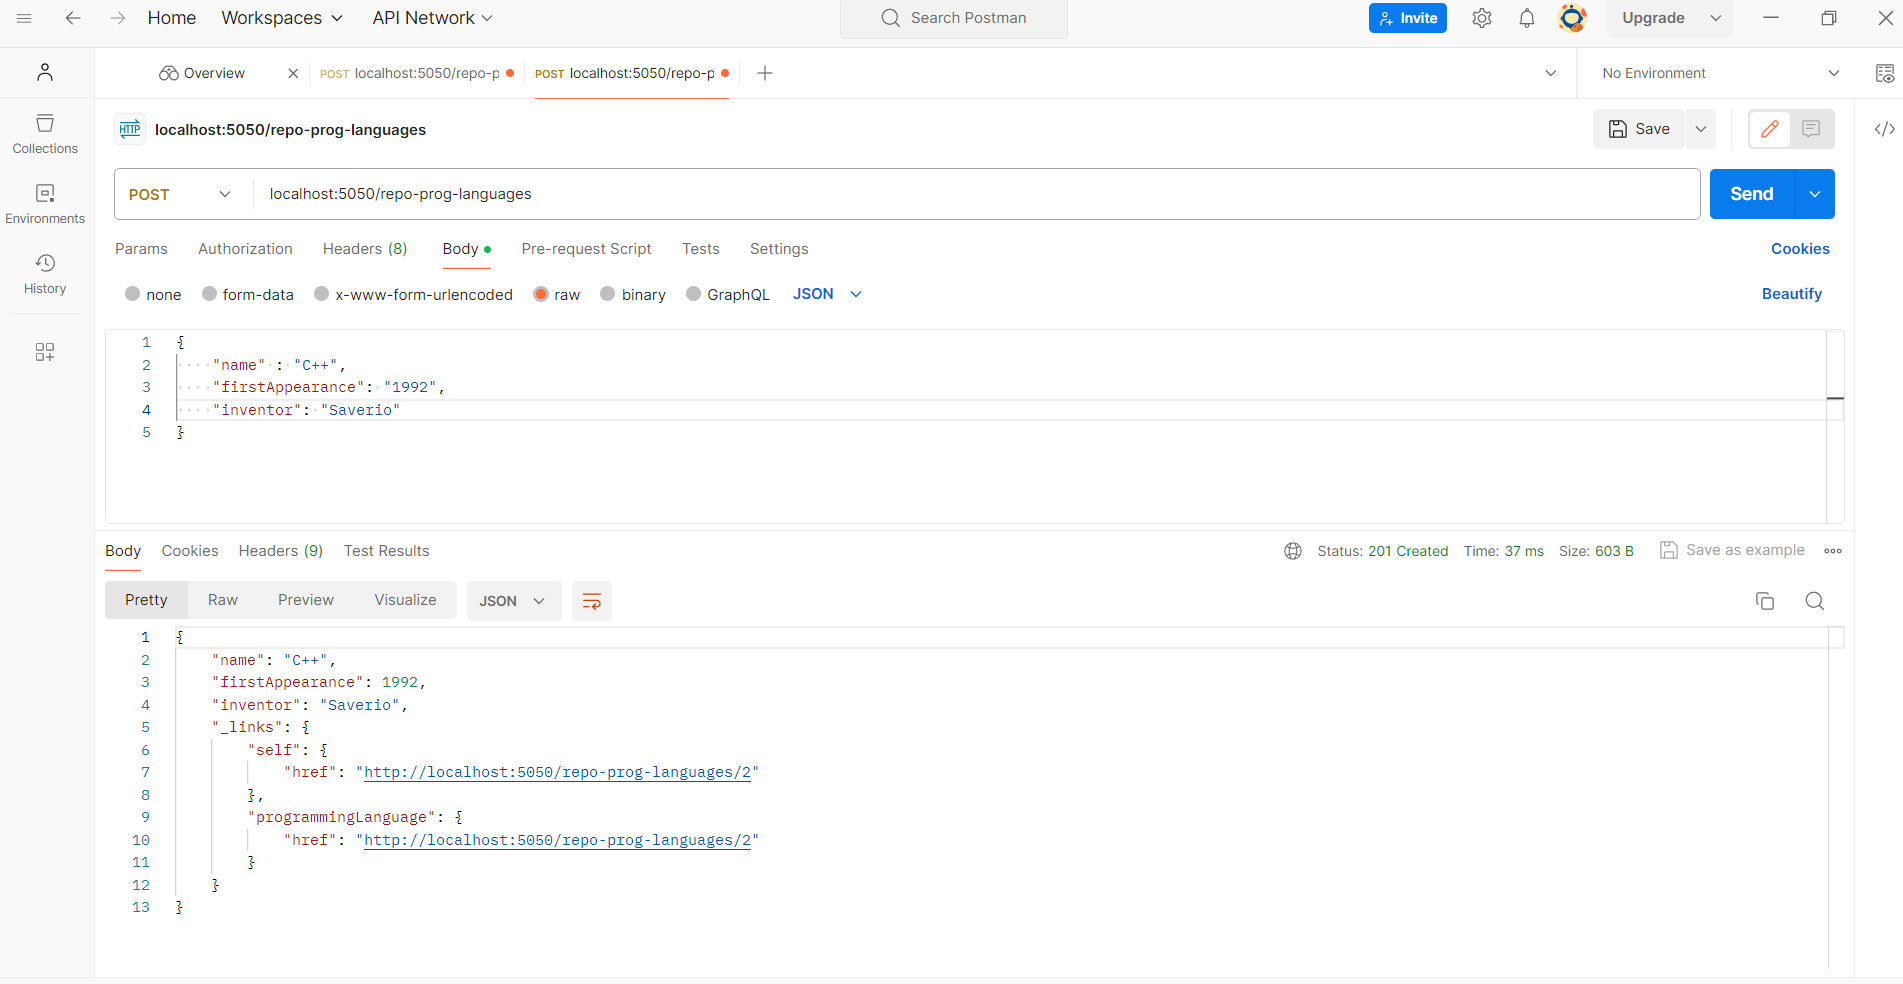 Home Workspaces API Network Search Postman Invite Upgrade
Overview POST localhost:5050/repo-p POST localhost:5050/repo-p No Environment
HTTP localhost:5050/repo-prog-languages Save
Collections
Environments
History
POST localhost:5050/repo-prog-languages Send
Params Authorization Headers (8) Body Pre-request Script Tests Settings Cookies
none form-data x-www-form-urlencoded raw binary GraphQL JSON Beautify
1 {
2 "name" : "C++",
3 "firstAppearance": "1992",
4 "inventor": "Saverio"
5 }
Body Cookies Headers (9) Test Results Status: 201 Created Time: 37 ms Size: 603 B Save as example
Pretty Raw Preview Visualize JSON
1 {
2 "name": "C++",
3 "firstAppearance": 1992,
4 "inventor": "Saverio",
5 "_links": {
6 "self": {
7 "href": "http://localhost:5050/repo-prog-languages/2"
8 },
9 "programmingLanguage": {
10 "href": "http://localhost:5050/repo-prog-languages/2"
11 }
12 }
13 }